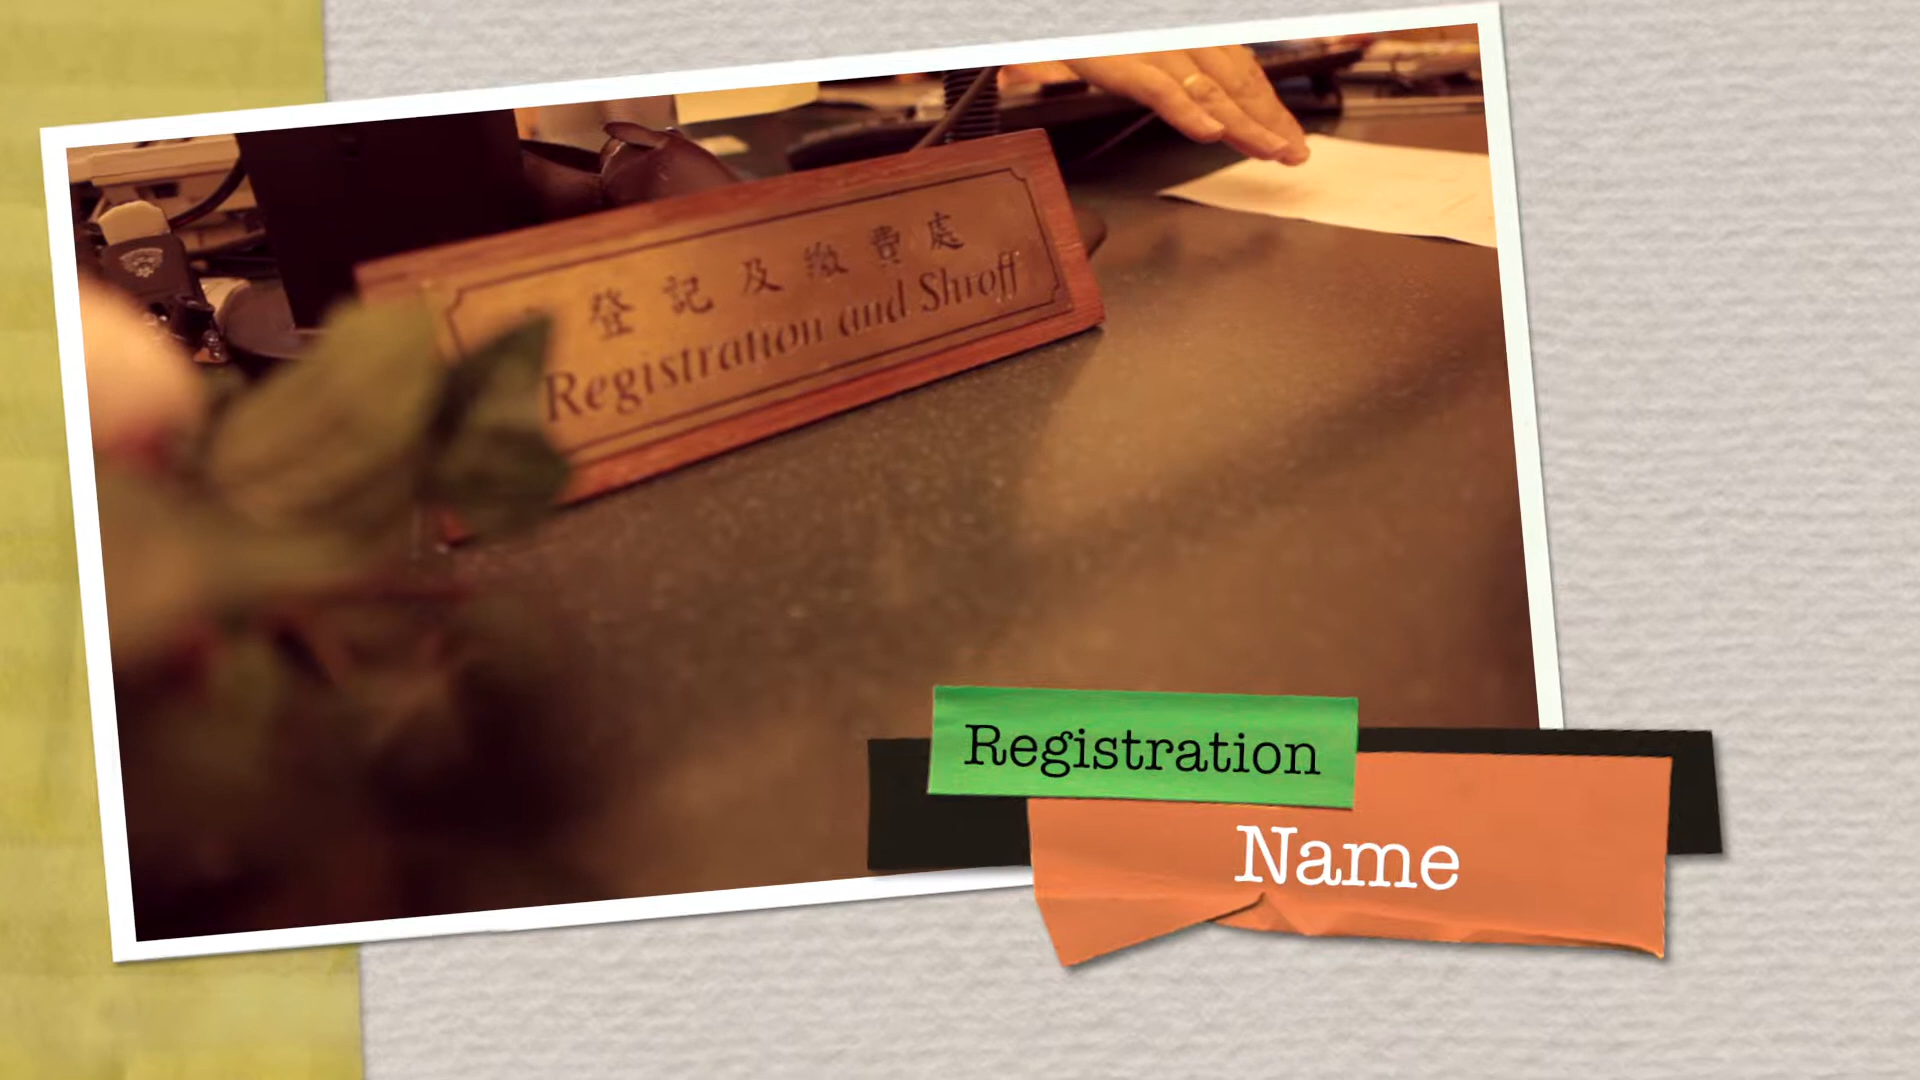 登記及繳費處
Registration and Shroff
Registration
Name